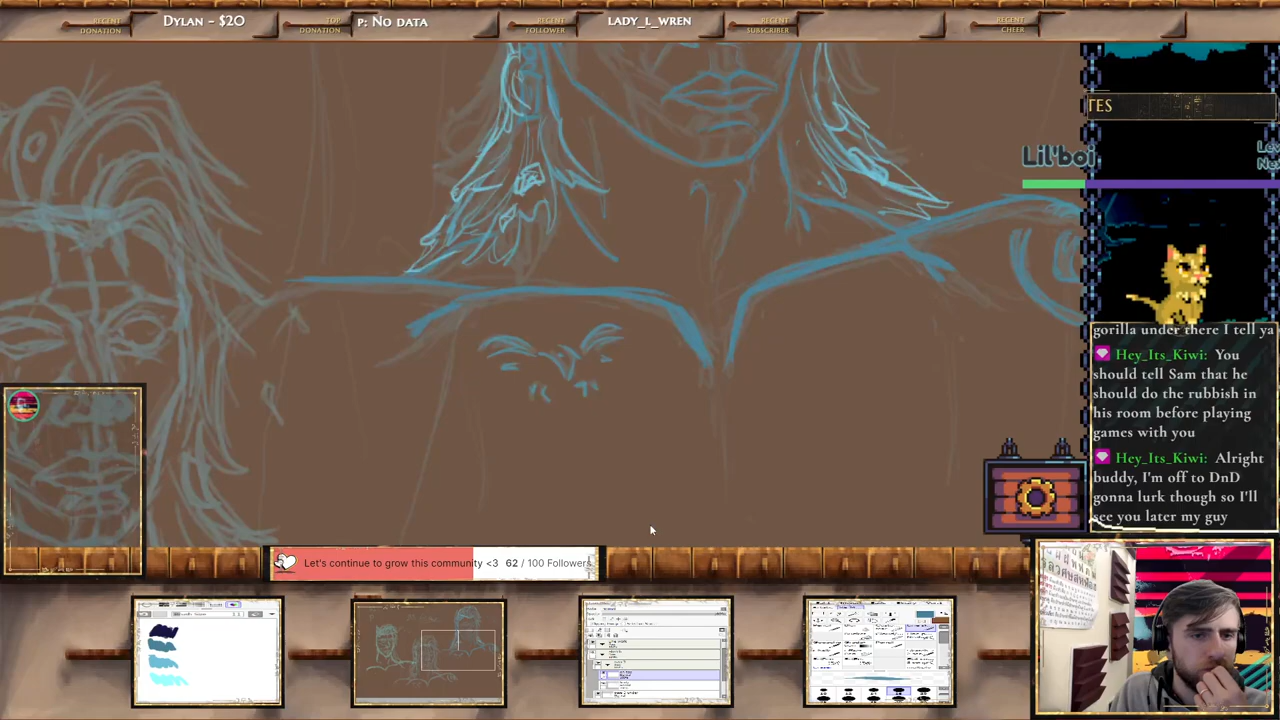 RECENT DONATION
Dylan - $20
TOP DONATION
p: No data
RECENT FOLLOWER
LADY_L_WREN
RECENT SUBSCRIBER
RECENT CHEER
TES
Lil'boi
gorilla under there I tell ya
Hey_Its_Kiwi: You
should tell Sam that he
should do the rubbish in
his room before playing
games with you
Hey_Its_Kiwi: Alright
buddy, I'm off to DnD
gonna lurk though so I'll
see you later my guy
Let's continue to grow this community <3 62 / 100 Followers